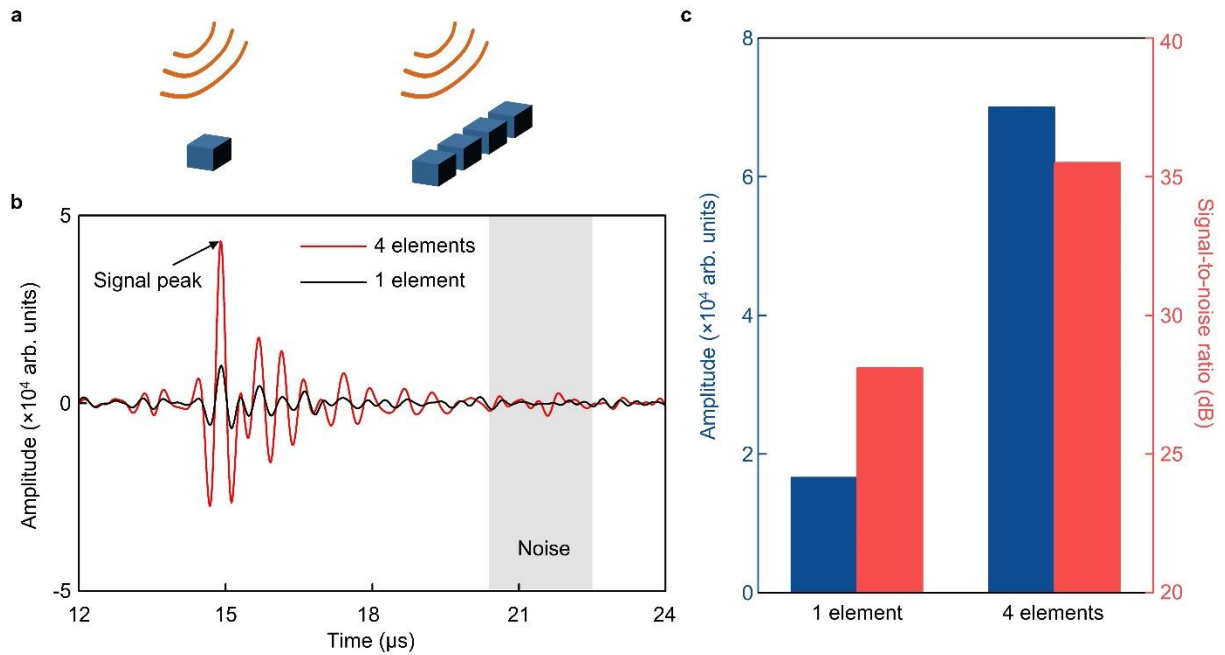 a
b
5
0
-5
Amplitude (×10⁴ arb. units)
Signal peak
4 elements
1 element
Noise
12
15
18
21
24
Time (µs)
c
8
6
4
2
0
Amplitude (×10⁴ arb. units)
40
35
30
25
20
Signal-to-noise ratio (dB)
1 element
4 elements